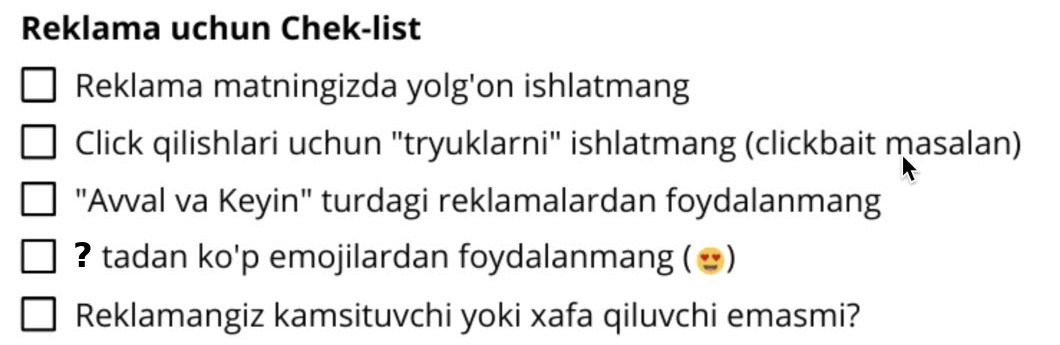 Reklama uchun Chek-list
Reklama matningizda yolg'on ishlatmang
Click qilishlari uchun "tryuklarni" ishlatmang (clickbait masalan)
"Avval va Keyin" turdagi reklamalardan foydalanmang
? tadan ko'p emojilardan foydalanmang (😍)
Reklamangiz kamsituvchi yoki xafa qiluvchi emasmi?